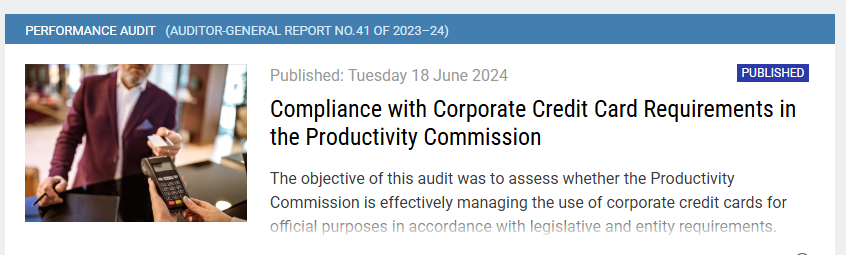 PERFORMANCE AUDIT (AUDITOR-GENERAL REPORT NO.41 OF 2023–24)
Published: Tuesday 18 June 2024
PUBLISHED
Compliance with Corporate Credit Card Requirements in
the Productivity Commission
The objective of this audit was to assess whether the Productivity
Commission is effectively managing the use of corporate credit cards for
official purposes in accordance with legislative and entity requirements.